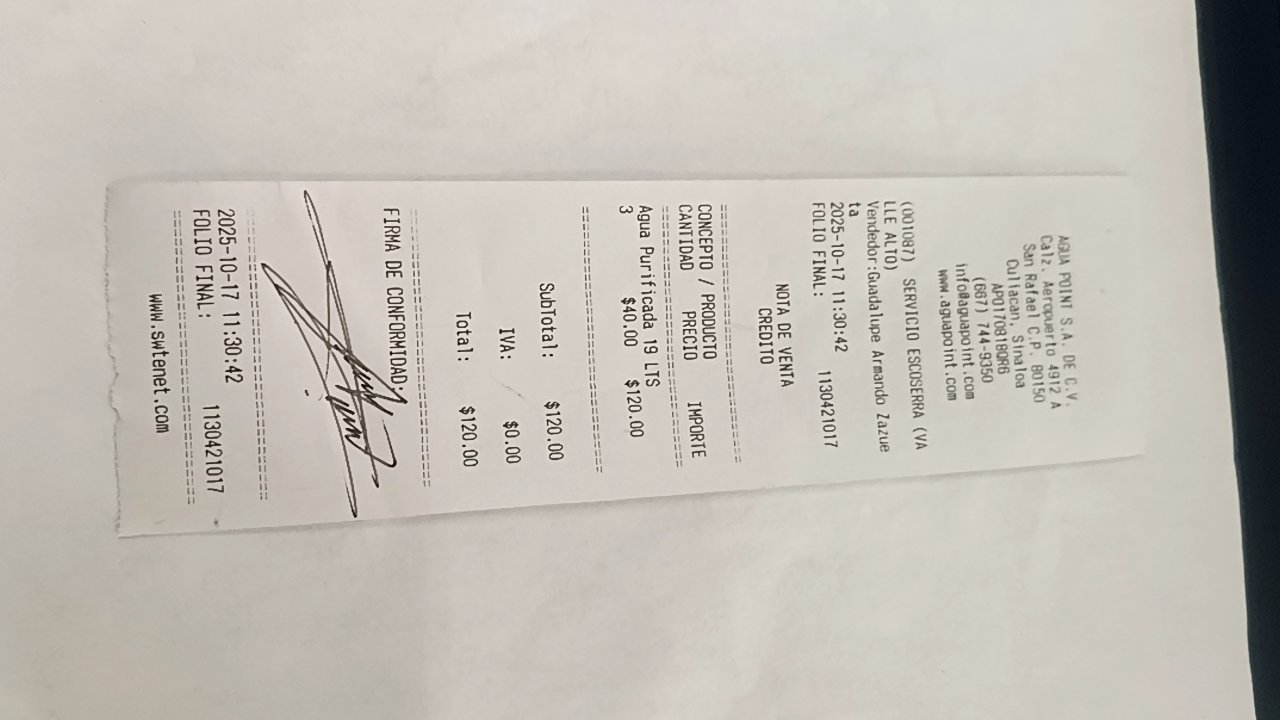 AGUA POINT S.A. DE C.V.
Calz. Aeropuerto 4912 A
San Rafael C.P. 80150
Culiacan, Sinaloa
APO170818QR6
(667) 744-9350
info@aguapoint.com
www.aguapoint.com
(001087) SERVICIO ESCOSERRA (VA
LLE ALTO)
Vendedor:Guadalupe Armando Zazue
ta
2025-10-17 11:30:42
FOLIO FINAL: 1130421017
NOTA DE VENTA
CREDITO
================================
CONCEPTO / PRODUCTO
CANTIDAD PRECIO IMPORTE
================================
Agua Purificada 19 LTS
3 $40.00 $120.00
================================
SubTotal: $120.00
IVA: $0.00
Total: $120.00
================================
FIRMA DE CONFORMIDAD:
================================
2025-10-17 11:30:42
FOLIO FINAL: 1130421017
================================
www.swtenet.com